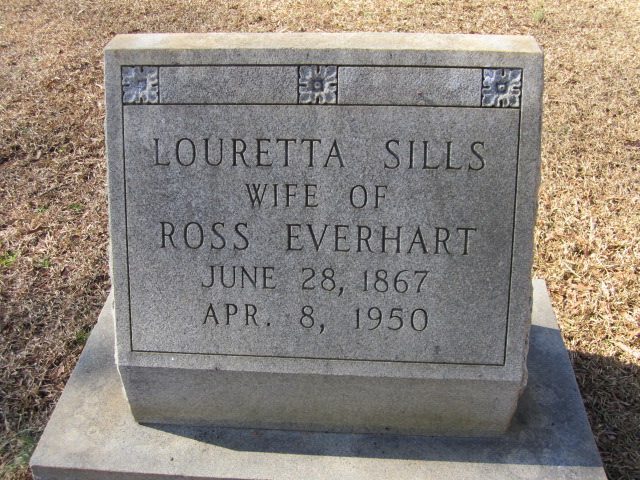 LOURETTA SILLS
WIFE OF
ROSS EVERHART
JUNE 28, 1867
APR. 8, 1950